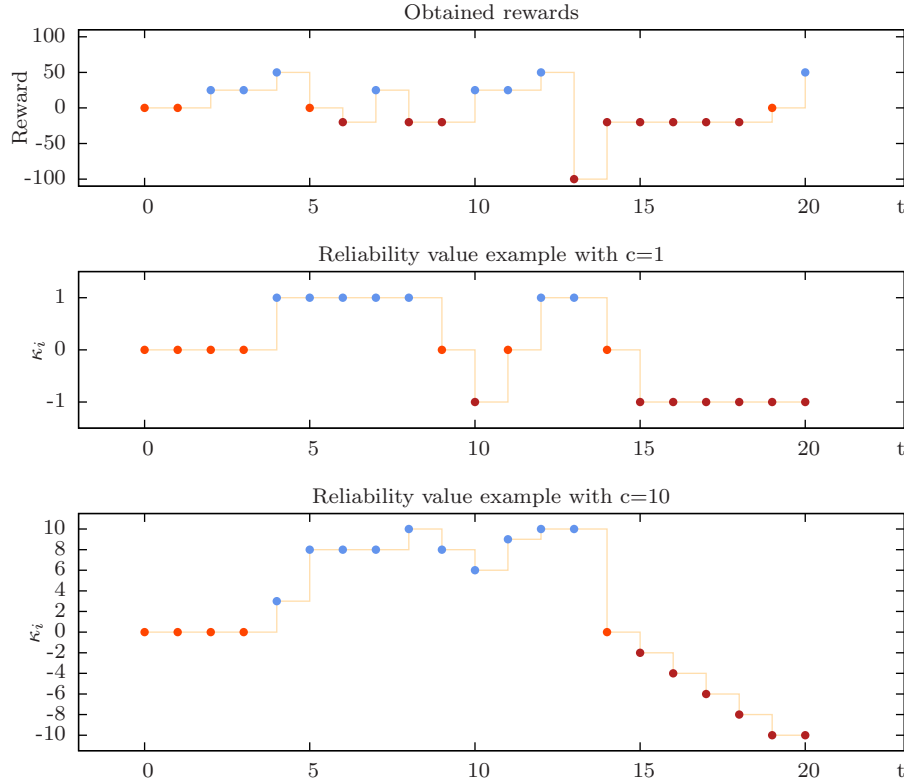 Obtained rewards
100
50
0
-50
-100
Reward
0 5 10 15 20 t
Reliability value example with c=1
1
0
-1
κi
0 5 10 15 20 t
Reliability value example with c=10
10
8
6
4
2
0
-2
-4
-6
-8
-10
κi
0 5 10 15 20 t